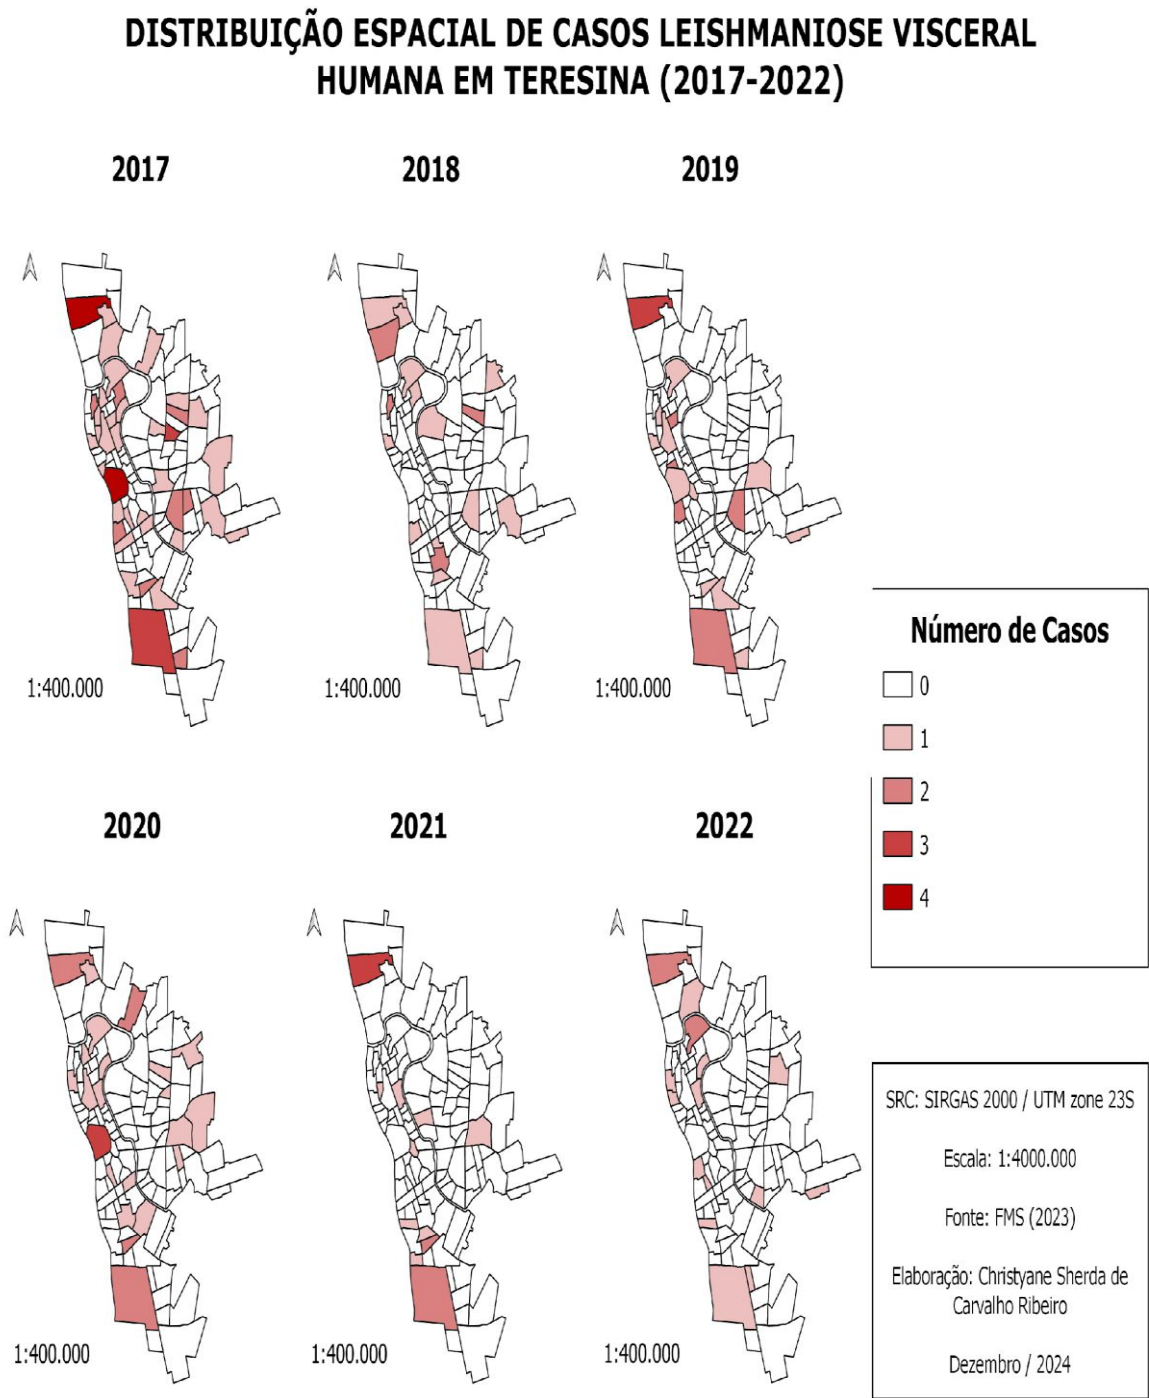 DISTRIBUIÇÃO ESPACIAL DE CASOS LEISHMANIOSE VISCERAL
HUMANA EM TERESINA (2017-2022)
2017
2018
2019
1:400.000
1:400.000
1:400.000
Número de Casos
0
1
2
3
4
2020
2021
2022
1:400.000
1:400.000
SRC: SIRGAS 2000 / UTM zone 23S
Escala: 1:4000.000
Fonte: FMS (2023)
Elaboração: Christyane Sherda de
Carvalho Ribeiro
Dezembro / 2024
1:400.000